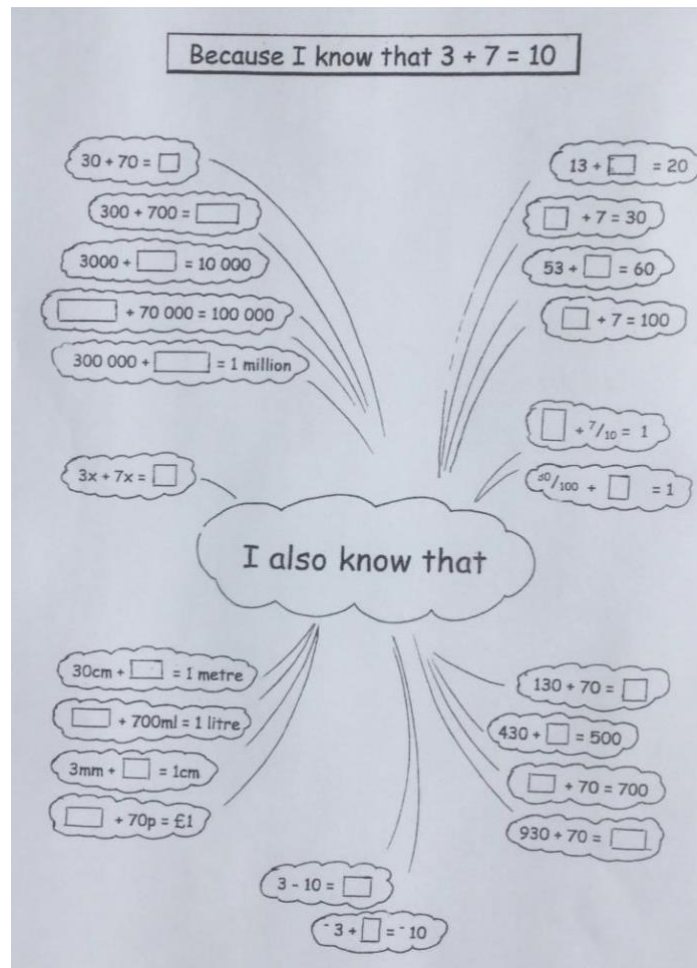 Because I know that 3 + 7 = 10
30 + 70 = □
300 + 700 = □
3000 + □ = 10 000
□ + 70 000 = 100 000
300 000 + □ = 1 million
13 + □ = 20
□ + 7 = 30
53 + □ = 60
□ + 7 = 100
□ + 7/10 = 1
30/100 + □ = 1
3x + 7x = □
I also know that
30cm + □ = 1 metre
□ + 700ml = 1 litre
3mm + □ = 1cm
□ + 70p = £1
130 + 70 = □
430 + □ = 500
□ + 70 = 700
930 + 70 = □
3 - 10 = □
⁻3 + □ = ⁻10